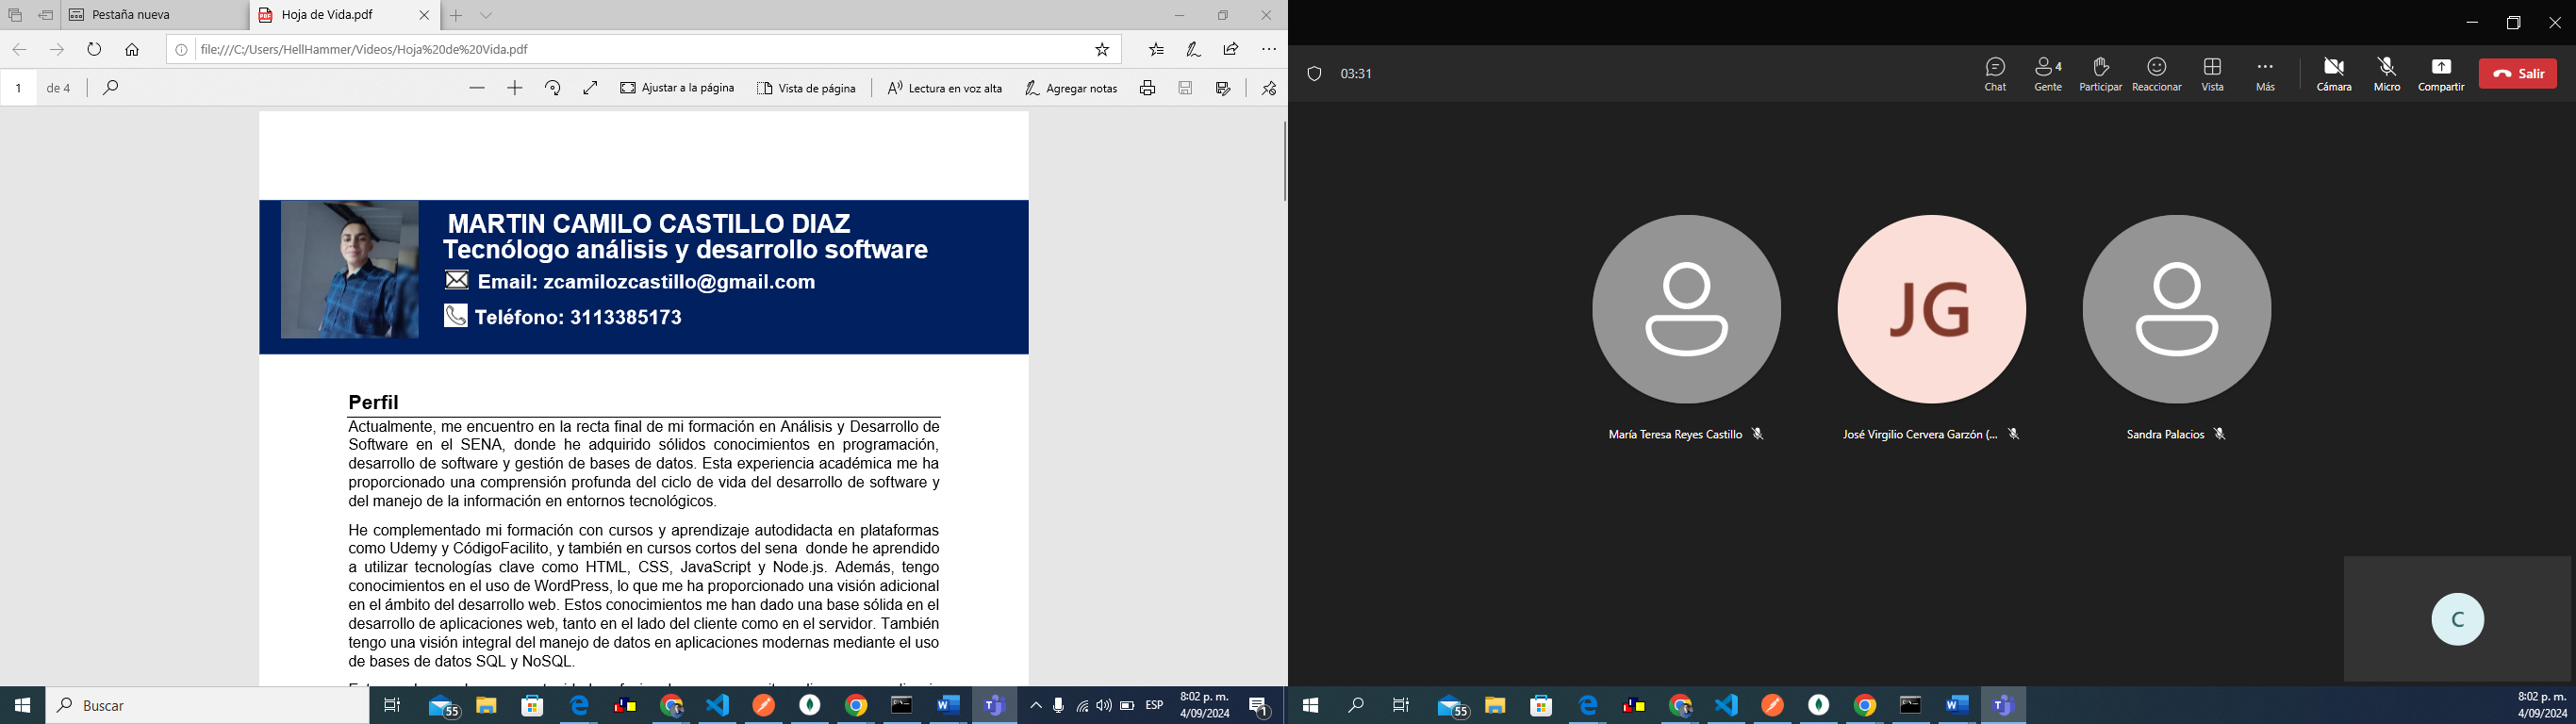 Pestaña nueva
Hoja de Vida.pdf
file:///C:/Users/HellHammer/Videos/Hoja%20de%20Vida.pdf
1 de 4
Ajustar a la página
Vista de página
Lectura en voz alta
Agregar notas
MARTIN CAMILO CASTILLO DIAZ
Tecnólogo análisis y desarrollo software
Email: zcamilozcastillo@gmail.com
Teléfono: 3113385173
Perfil
Actualmente, me encuentro en la recta final de mi formación en Análisis y Desarrollo de
Software en el SENA, donde he adquirido sólidos conocimientos en programación,
desarrollo de software y gestión de bases de datos. Esta experiencia académica me ha
proporcionado una comprensión profunda del ciclo de vida del desarrollo de software y
del manejo de la información en entornos tecnológicos.
He complementado mi formación con cursos y aprendizaje autodidacta en plataformas
como Udemy y CódigoFacilito, y también en cursos cortos del sena donde he aprendido
a utilizar tecnologías clave como HTML, CSS, JavaScript y Node.js. Además, tengo
conocimientos en el uso de WordPress, lo que me ha proporcionado una visión adicional
en el ámbito del desarrollo web. Estos conocimientos me han dado una base sólida en el
desarrollo de aplicaciones web, tanto en el lado del cliente como en el servidor. También
tengo una visión integral del manejo de datos en aplicaciones modernas mediante el uso
de bases de datos SQL y NoSQL.
Buscar
55
ESP
8:02 p. m.
4/09/2024
1
03:31
Chat
4
Gente
Participar
Reaccionar
Vista
Más
Cámara
Micro
Compartir
Salir
JG
María Teresa Reyes Castillo
José Virgilio Cervera Garzón (...
Sandra Palacios
C
55
8:02 p. m.
4/09/2024